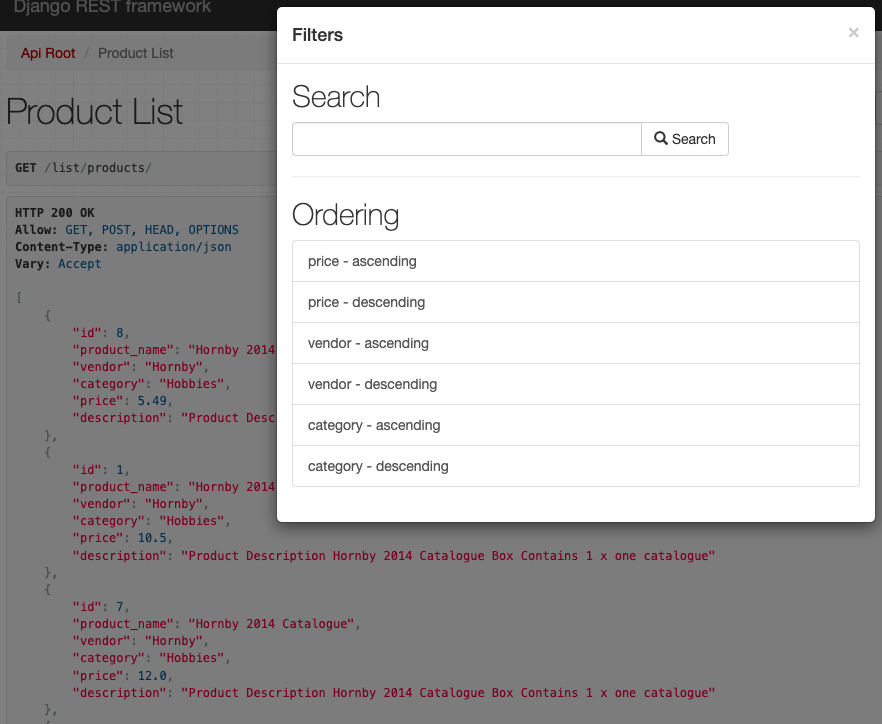 Django REST framework
Filters
×
Api Root / Product List
Search
Product List
Search
GET /list/products/
Ordering
HTTP 200 OK
Allow: GET, POST, HEAD, OPTIONS
Content-Type: application/json
Vary: Accept
price - ascending
price - descending
vendor - ascending
vendor - descending
category - ascending
category - descending
[
{
"id": 8,
"product_name": "Hornby 2014
"vendor": "Hornby",
"category": "Hobbies",
"price": 5.49,
"description": "Product Desc
},
{
"id": 1,
"product_name": "Hornby 2014
"vendor": "Hornby",
"category": "Hobbies",
"price": 10.5,
"description": "Product Description Hornby 2014 Catalogue Box Contains 1 x one catalogue"
},
{
"id": 7,
"product_name": "Hornby 2014 Catalogue",
"vendor": "Hornby",
"category": "Hobbies",
"price": 12.0,
"description": "Product Description Hornby 2014 Catalogue Box Contains 1 x one catalogue"
},